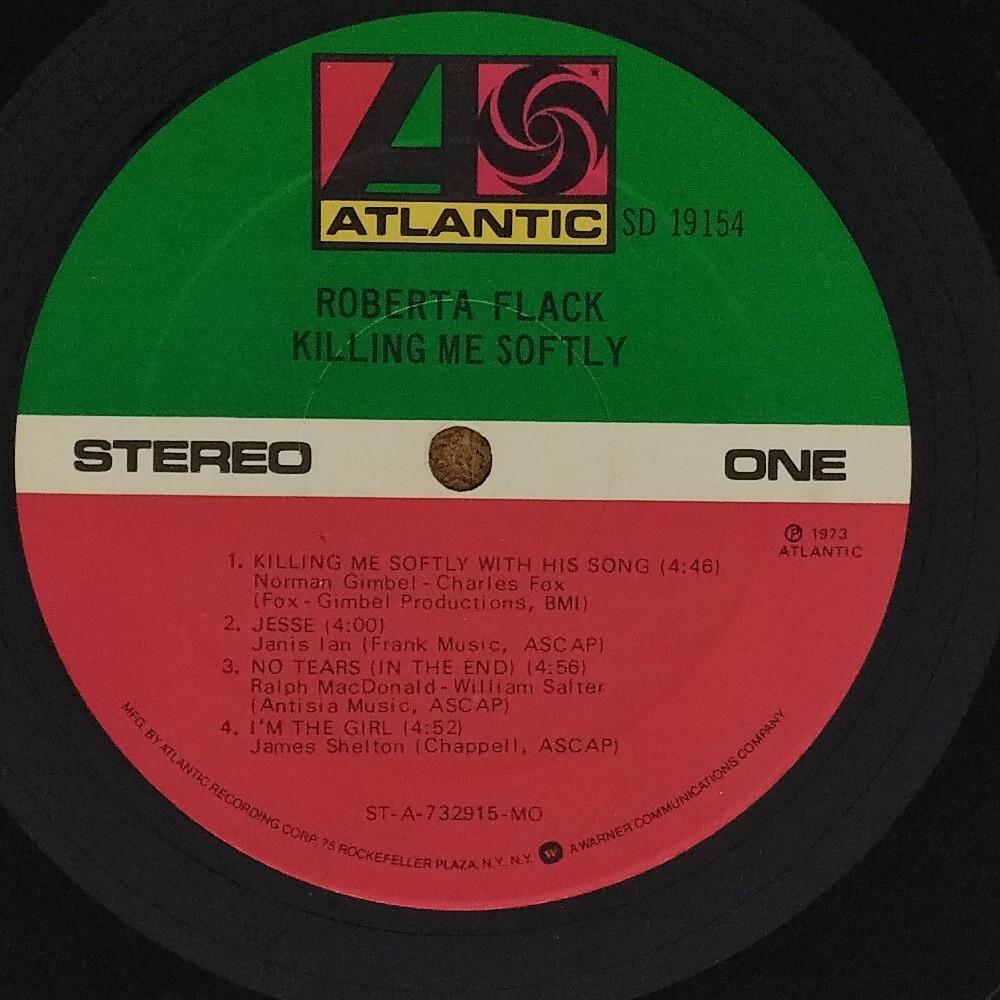 ATLANTIC
SD 19154
ROBERTA FLACK
KILLING ME SOFTLY
STEREO
ONE
Ⓟ 1973
ATLANTIC
1. KILLING ME SOFTLY WITH HIS SONG (4:46)
Norman Gimbel-Charles Fox
(Fox-Gimbel Productions, BMI)
2. JESSE (4:00)
Janis Ian (Frank Music, ASCAP)
3. NO TEARS (IN THE END) (4:56)
Ralph MacDonald-William Salter
(Antisia Music, ASCAP)
4. I'M THE GIRL (4:52)
James Shelton (Chappell, ASCAP)
ST-A-732915-MO
MFG. BY ATLANTIC RECORDING CORP. 75 ROCKEFELLER PLAZA, N.Y. N.Y. W A WARNER COMMUNICATIONS COMPANY